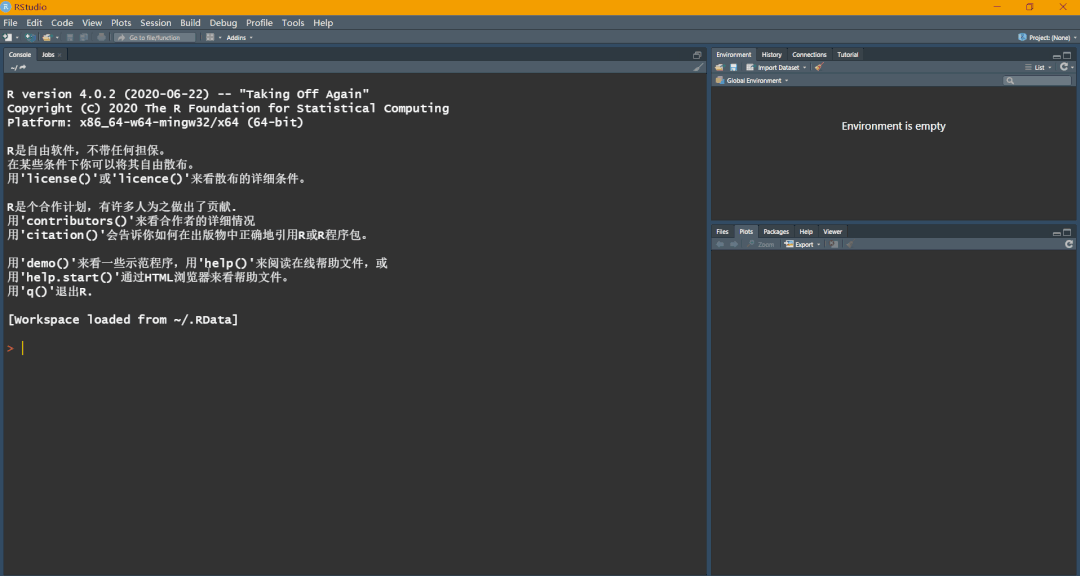 RStudio
File Edit Code View Plots Session Build Debug Profile Tools Help
Go to file/function Addins Project: (None)
Console Jobs
~/
R version 4.0.2 (2020-06-22) -- "Taking Off Again"
Copyright (C) 2020 The R Foundation for Statistical Computing
Platform: x86_64-w64-mingw32/x64 (64-bit)
R是自由软件，不带任何担保。
在某些条件下你可以将其自由散布。
用'license()'或'licence()'来看散布的详细条件。
R是个合作计划，有许多人为之做出了贡献.
用'contributors()'来看合作者的详细情况
用'citation()'会告诉你如何在出版物中正确地引用R或R程序包。
用'demo()'来看一些示范程序，用'help()'来阅读在线帮助文件，或
用'help.start()'通过HTML浏览器来看帮助文件。
用'q()'退出R.
[Workspace loaded from ~/.RData]
>
Environment History Connections Tutorial
Import Dataset List
Global Environment
Environment is empty
Files Plots Packages Help Viewer
Zoom Export